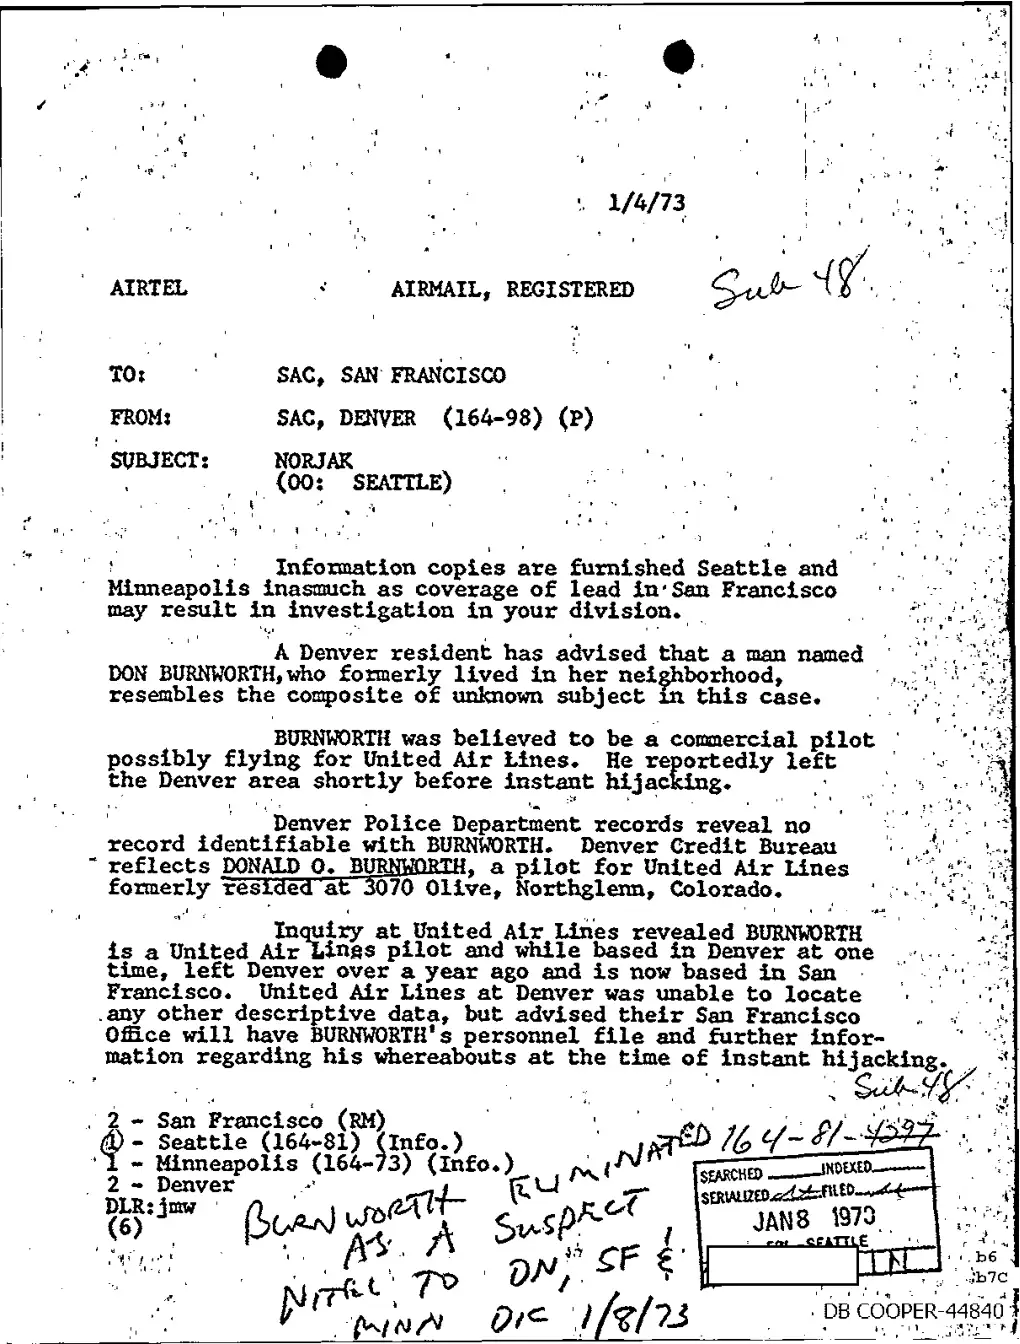 1/4/73
AIRTEL AIRMAIL, REGISTERED Sub 48
TO: SAC, SAN FRANCISCO
FROM: SAC, DENVER (164-98) (P)
SUBJECT: NORJAK
(OO: SEATTLE)
Information copies are furnished Seattle and
Minneapolis inasmuch as coverage of lead in San Francisco
may result in investigation in your division.
A Denver resident has advised that a man named
DON BURNWORTH, who formerly lived in her neighborhood,
resembles the composite of unknown subject in this case.
BURNWORTH was believed to be a commercial pilot
possibly flying for United Air Lines. He reportedly left
the Denver area shortly before instant hijacking.
Denver Police Department records reveal no
record identifiable with BURNWORTH. Denver Credit Bureau
reflects DONALD O. BURNWORTH, a pilot for United Air Lines
formerly resided at 3070 Olive, Northglenn, Colorado.
Inquiry at United Air Lines revealed BURNWORTH
is a United Air Lines pilot and while based in Denver at one
time, left Denver over a year ago and is now based in San
Francisco. United Air Lines at Denver was unable to locate
any other descriptive data, but advised their San Francisco
Office will have BURNWORTH's personnel file and further infor-
mation regarding his whereabouts at the time of instant hijacking.
Sub 48
2 - San Francisco (RM)
1 - Seattle (164-81) (Info.)
1 - Minneapolis (164-73) (Info.)
2 - Denver
DLR:jmw
(6)
164-81-4297
SEARCHED INDEXED
SERIALIZED FILED
JAN 8 1973
SEATTLE
BURNWORTH ELIMINATED
AS A SUSPECT
NITEL TO DN, SF &
MINN 1/8/73
b6
b7C
DB COOPER-44840